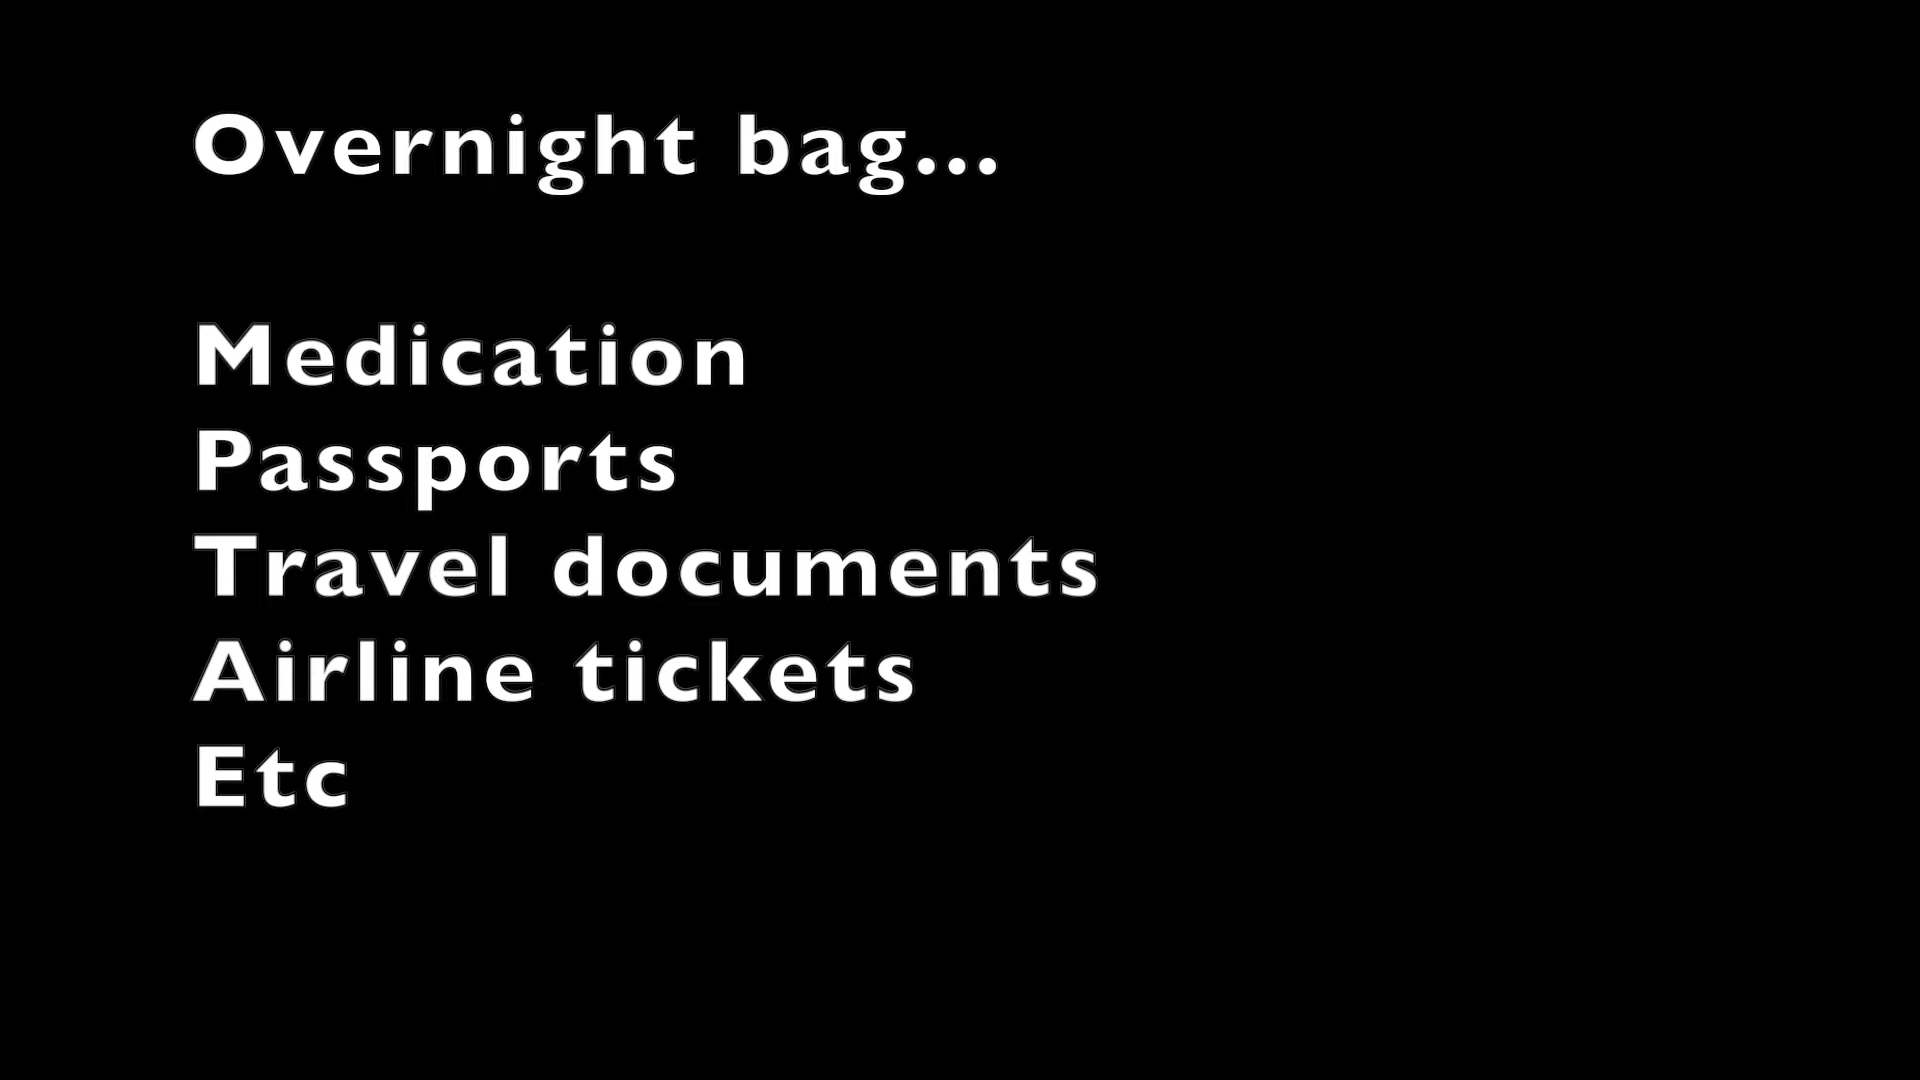 Overnight bag...
Medication
Passports
Travel documents
Airline tickets
Etc